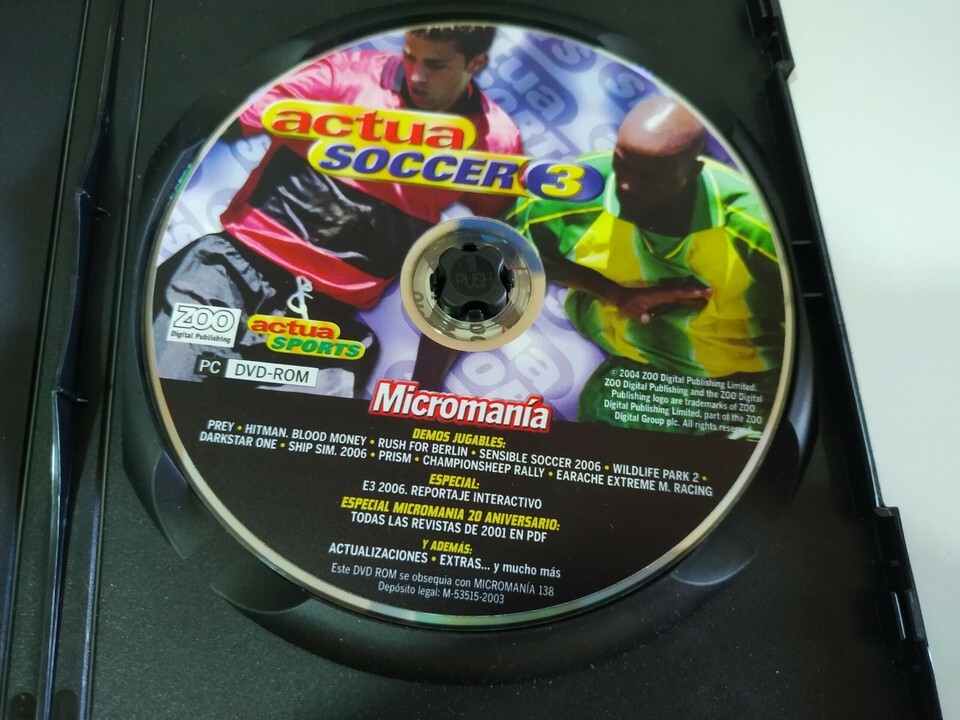 actua
SOCCER 3
PUSH
ZOO
Digital Publishing
actua
SPORTS
PC DVD-ROM
© 2004 ZOO Digital Publishing Limited.
ZOO Digital Publishing and the ZOO Digital
Publishing logo are trademarks of ZOO
Digital Publishing Limited, part of the ZOO
Digital Group plc. All rights reserved
Micromanía
DEMOS JUGABLES:
PREY • HITMAN. BLOOD MONEY • RUSH FOR BERLIN • SENSIBLE SOCCER 2006 • WILDLIFE PARK 2 •
DARKSTAR ONE • SHIP SIM. 2006 • PRISM • CHAMPIONSHEEP RALLY • EARACHE EXTREME M. RACING
ESPECIAL:
E3 2006. REPORTAJE INTERACTIVO
ESPECIAL MICROMANIA 20 ANIVERSARIO:
TODAS LAS REVISTAS DE 2001 EN PDF
Y ADEMÁS:
ACTUALIZACIONES • EXTRAS... y mucho más
Este DVD ROM se obsequia con MICROMANÍA 138
Depósito legal: M-53515-2003